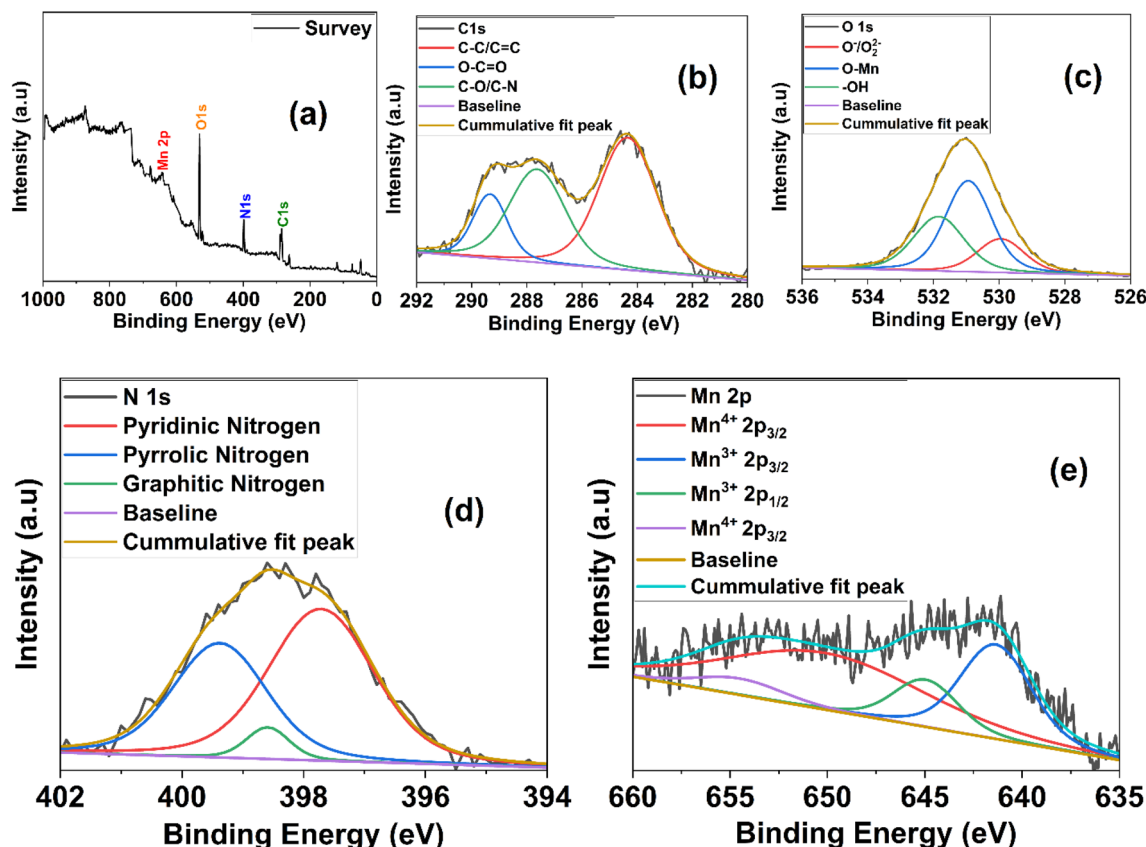 Survey
(a)
Mn 2p
O1s
N1s
C1s
Intensity (a.u)
1000 800 600 400 200 0
Binding Energy (eV)
C1s
C-C/C=C
O-C=O
C-O/C-N
Baseline
Cummulative fit peak
(b)
Intensity (a.u)
292 290 288 286 284 282 280
Binding Energy (eV)
O 1s
O⁻/O₂²⁻
O-Mn
-OH
Baseline
Cummulative fit peak
(c)
Intensity (a.u)
536 534 532 530 528 526
Binding Energy (eV)
N 1s
Pyridinic Nitrogen
Pyrrolic Nitrogen
Graphitic Nitrogen
Baseline
Cummulative fit peak
(d)
Intensity (a.u)
402 400 398 396 394
Binding Energy (eV)
Mn 2p
Mn⁴⁺ 2p₃/₂
Mn³⁺ 2p₃/₂
Mn³⁺ 2p₁/₂
Mn⁴⁺ 2p₃/₂
Baseline
Cummulative fit peak
(e)
Intensity (a.u)
660 655 650 645 640 635
Binding Energy (eV)